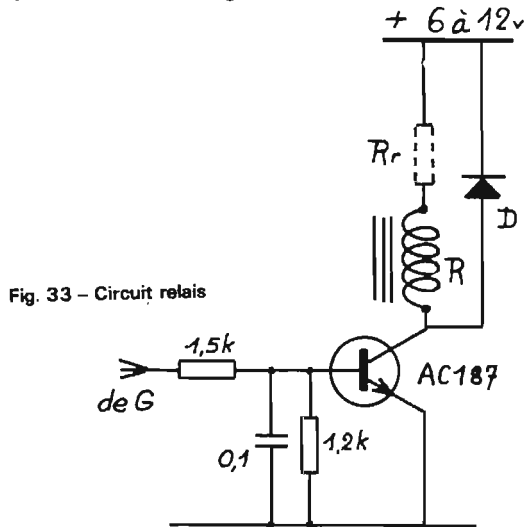 + 6 à 12v
Rr
D
R
Fig. 33 – Circuit relais
1,5k
AC187
de G
0,1
1,2k